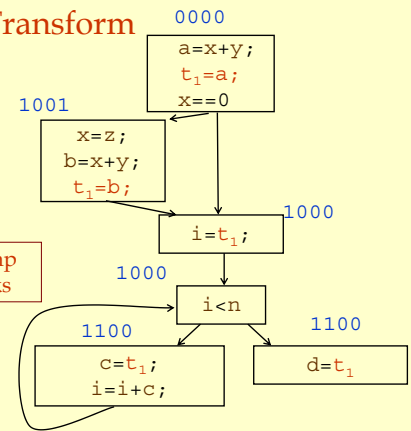 Transform
0000
a=x+y;
t₁=a;
x==0
1001
x=z;
b=x+y;
t₁=b;
1000
i=t₁;
1000
i<n
1100
c=t₁;
i=i+c;
1100
d=t₁